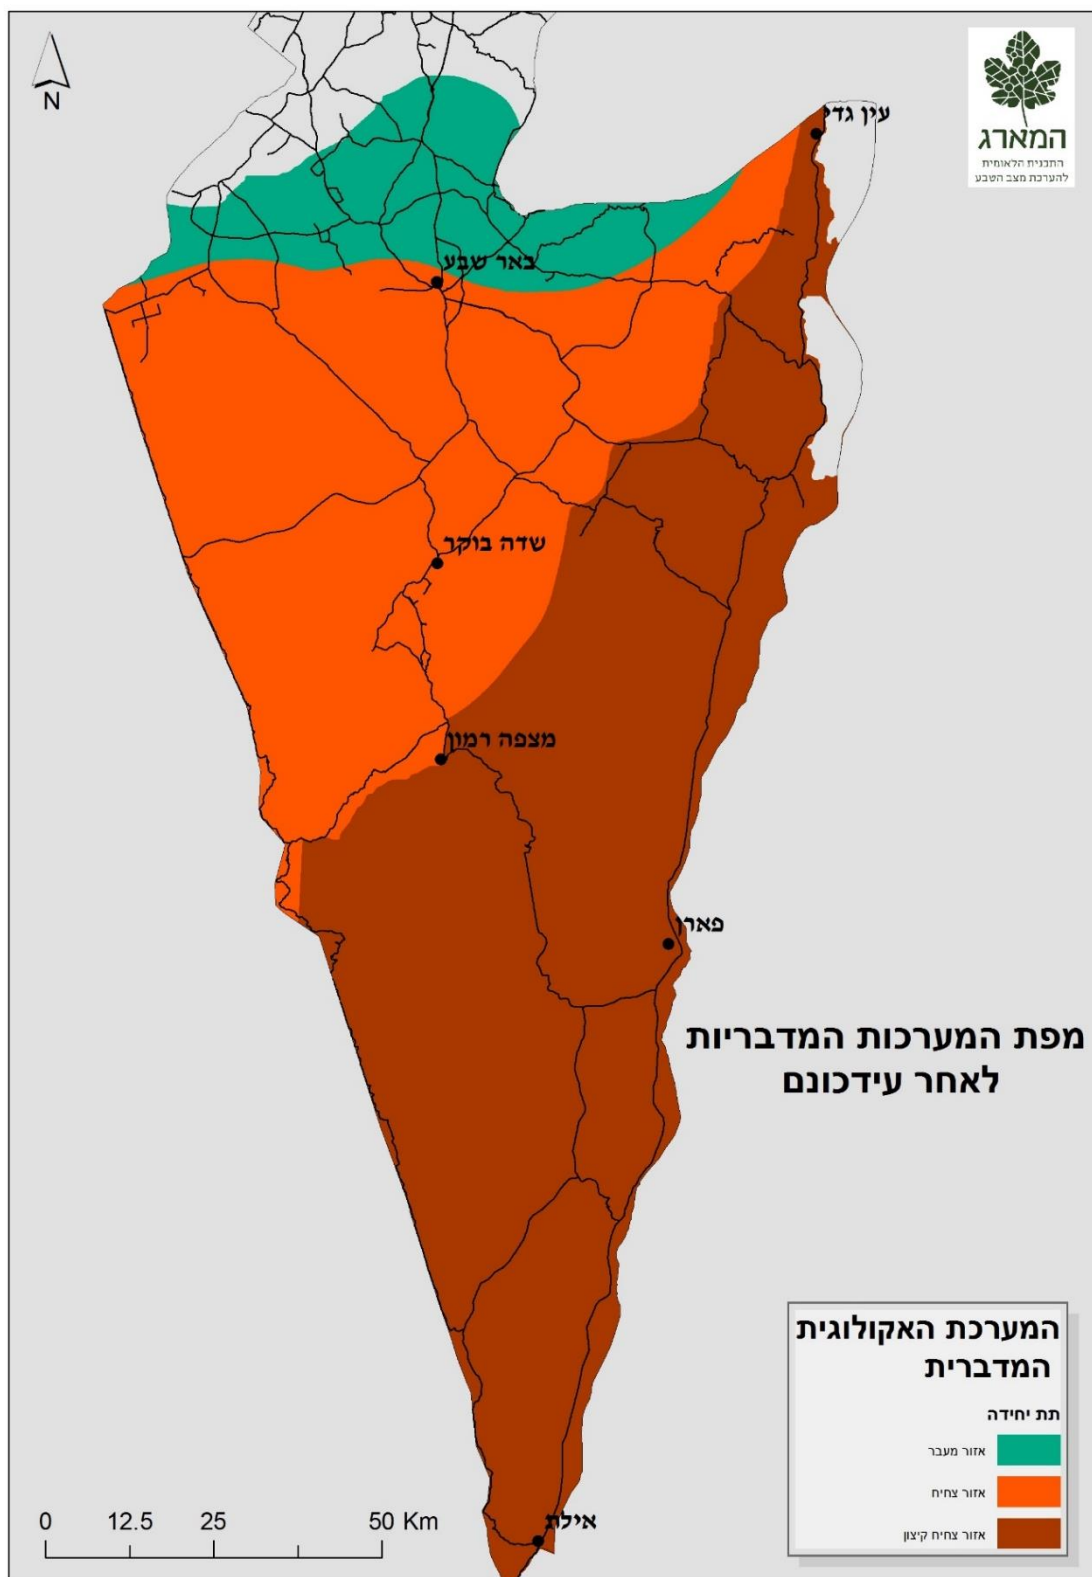 N
המארג
התכנית הלאומית
להערכת מצב הטבע
עין גדי
באר שבע
שדה בוקר
מצפה רמון
פארן
מפת המערכות המדבריות
לאחר עידכונם
המערכת האקולוגית
המדברית
תת יחידה
אזור מעבר
אזור צחיח
אזור צחיח קיצון
0 12.5 25 50 Km
אילת